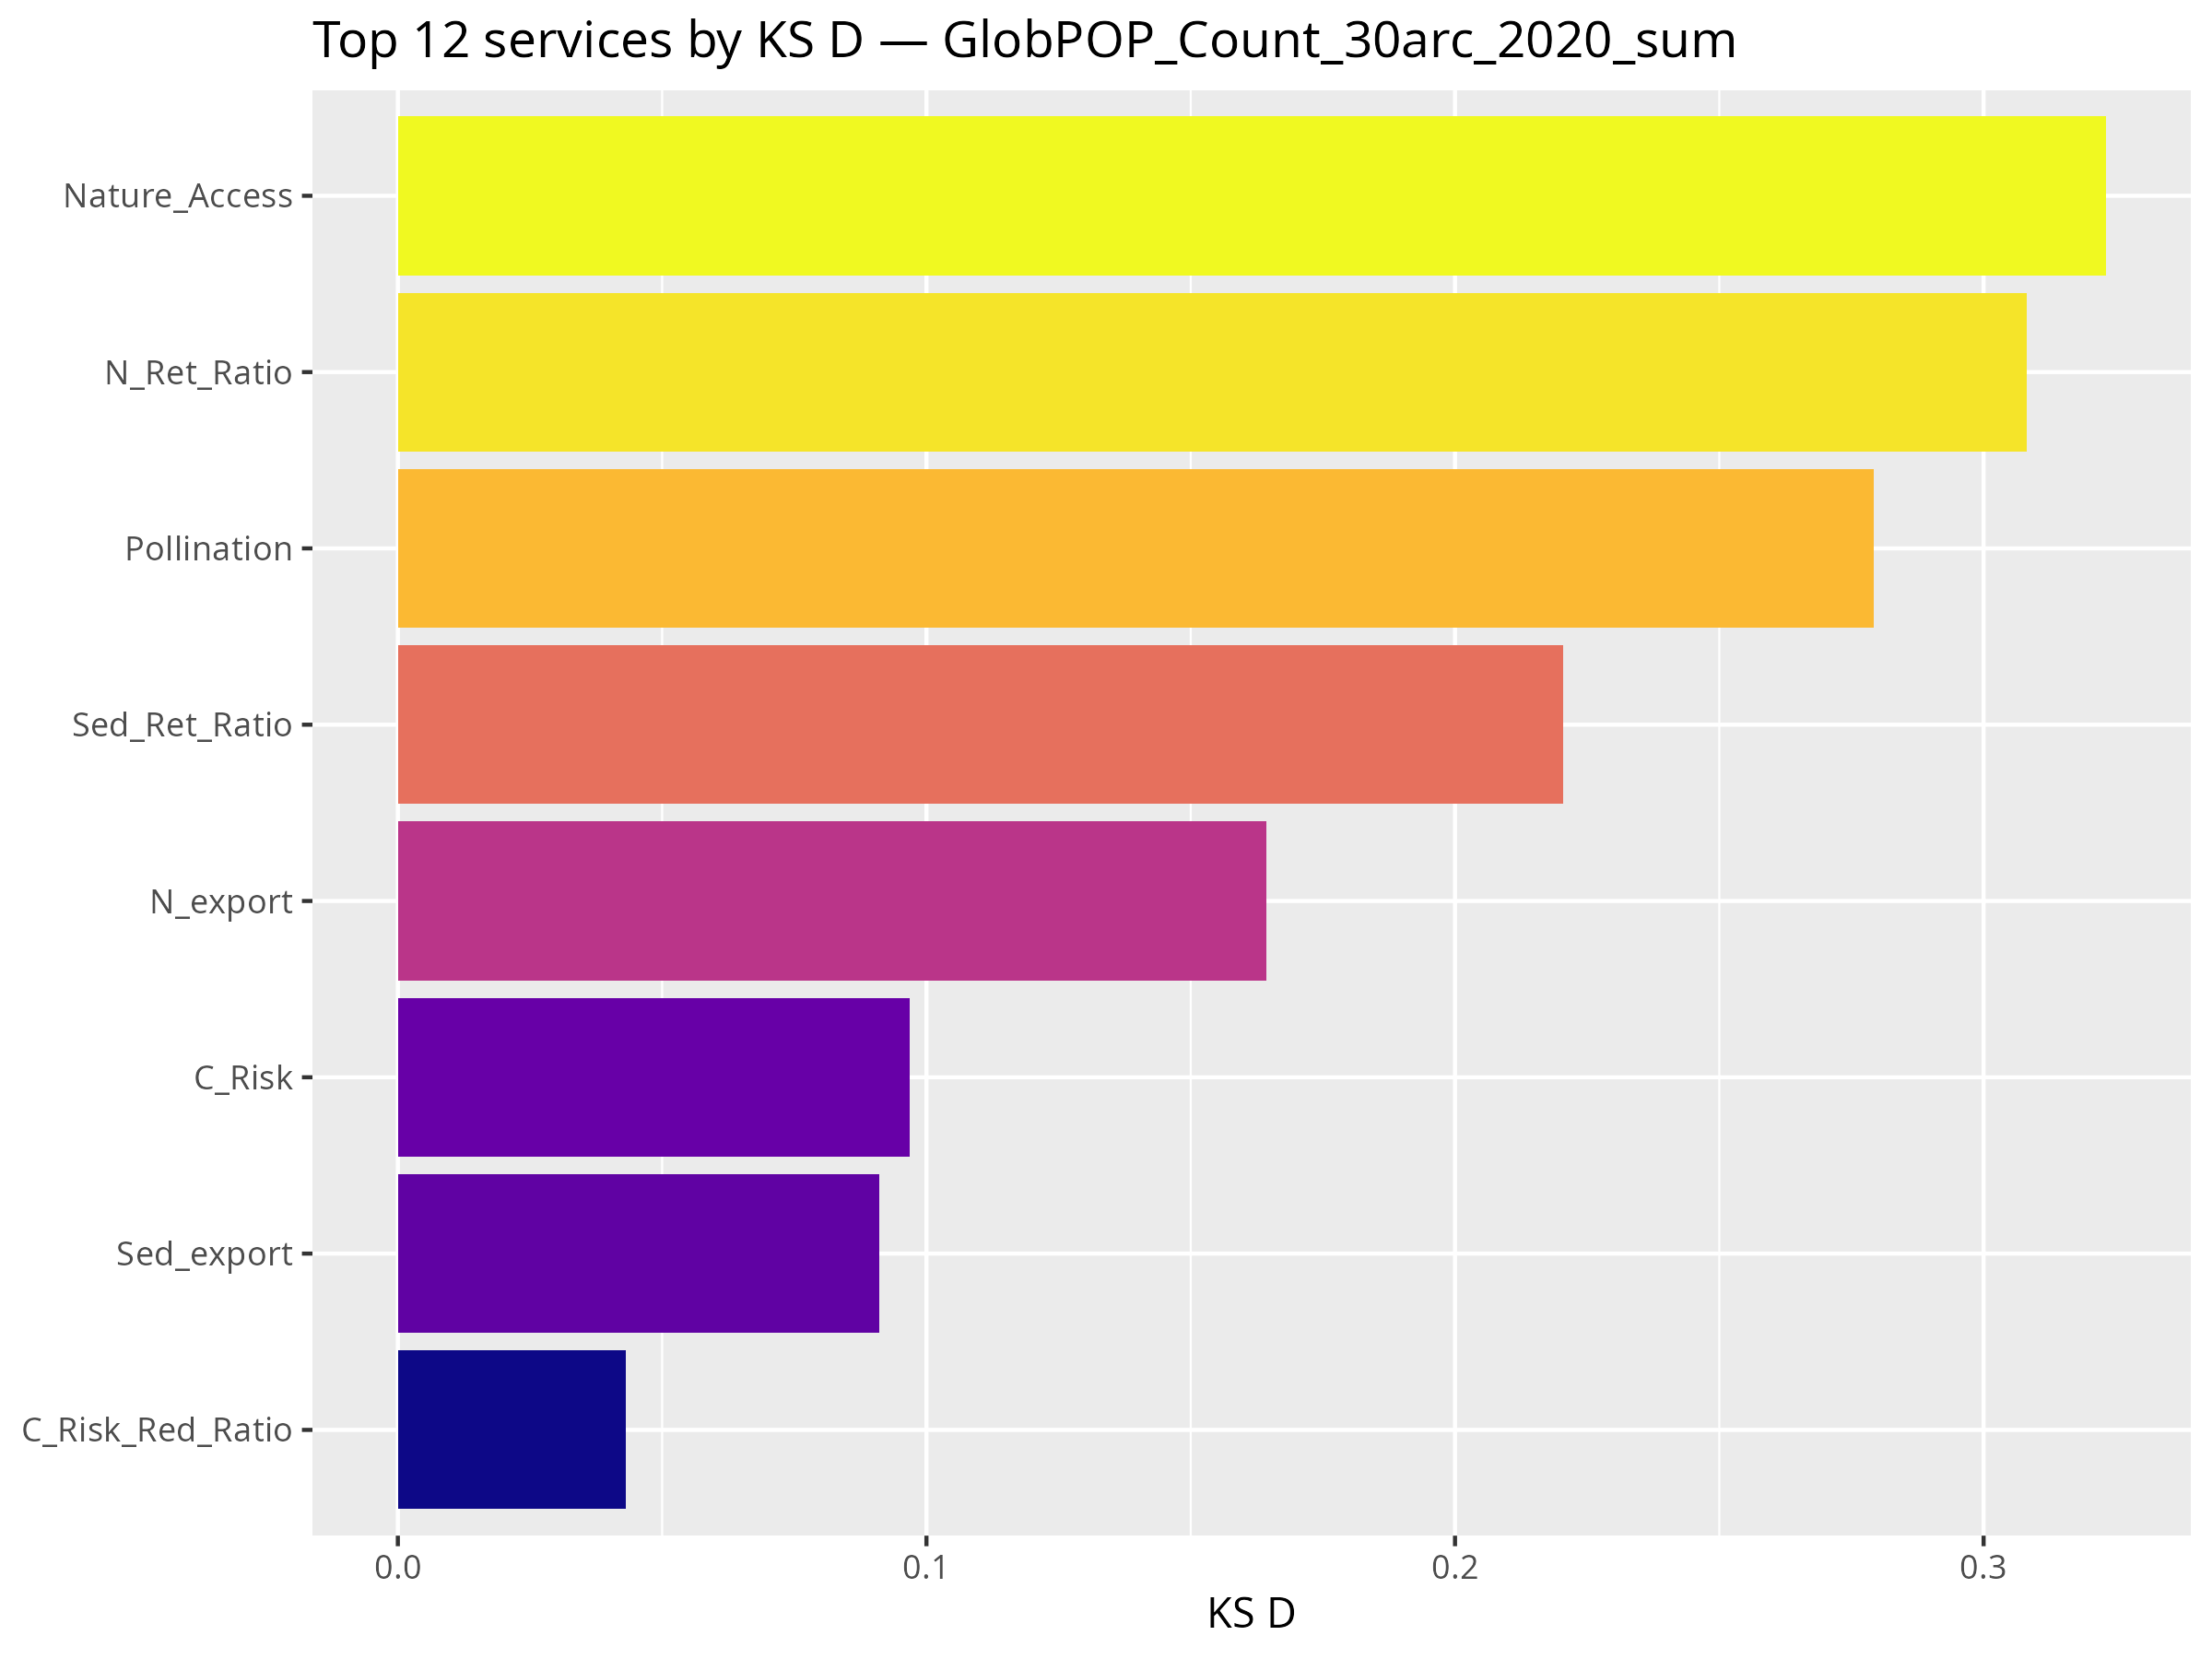 Top 12 services by KS D — GlobPOP_Count_30arc_2020_sum
Nature_Access
N_Ret_Ratio
Pollination
Sed_Ret_Ratio
N_export
C_Risk
Sed_export
C_Risk_Red_Ratio
0.0 0.1 0.2 0.3
KS D